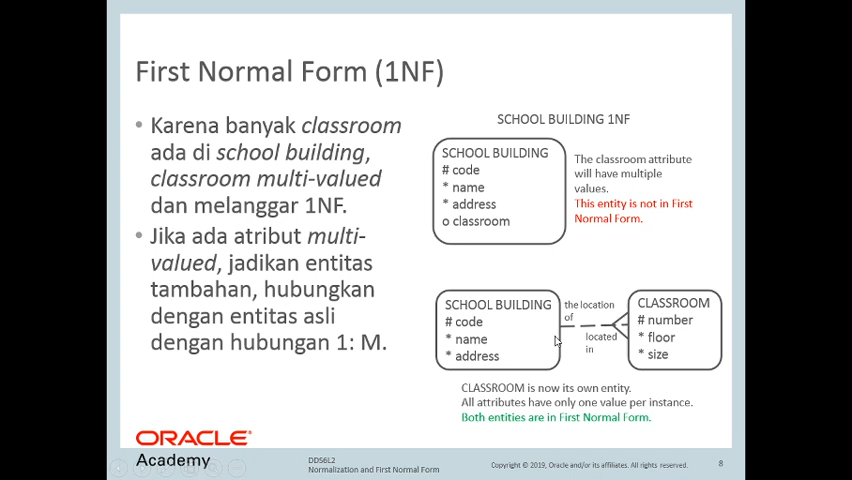 First Normal Form (1NF)
• Karena banyak classroom
ada di school building,
classroom multi-valued
dan melanggar 1NF.
• Jika ada atribut multi-
valued, jadikan entitas
tambahan, hubungkan
dengan entitas asli
dengan hubungan 1: M.
SCHOOL BUILDING 1NF
SCHOOL BUILDING
# code
* name
* address
o classroom
The classroom attribute
will have multiple
values.
This entity is not in First
Normal Form.
SCHOOL BUILDING
# code
* name
* address
the location
of
located
in
CLASSROOM
# number
* floor
* size
CLASSROOM is now its own entity.
All attributes have only one value per instance.
Both entities are in First Normal Form.
ORACLE
Academy
DDS6L2
Normalization and First Normal Form
Copyright © 2019, Oracle and/or its affiliates. All rights reserved.
8